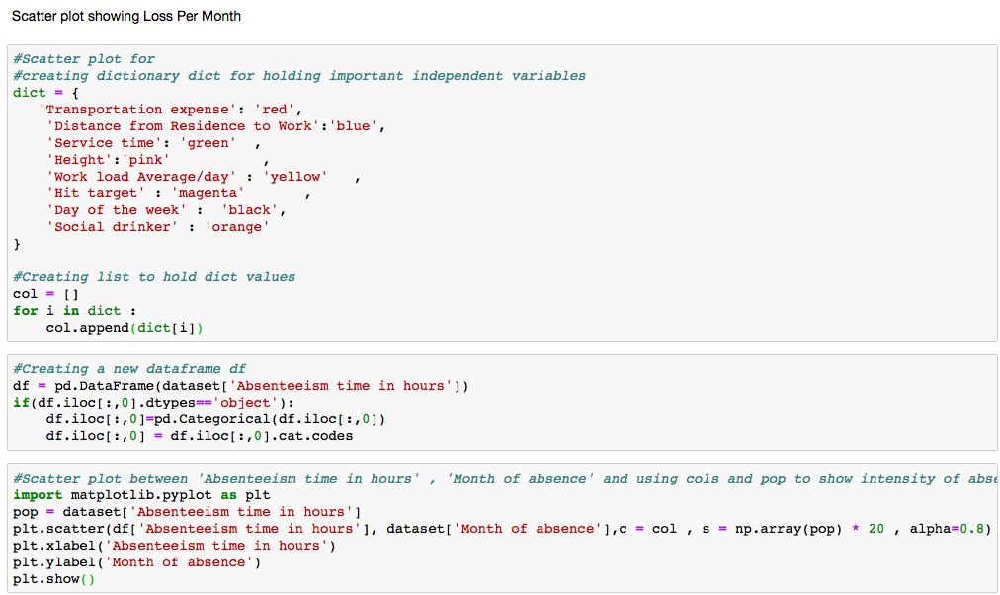 Scatter plot showing Loss Per Month
#Scatter plot for
#creating dictionary dict for holding important independent variables
dict = {
   'Transportation expense': 'red',
    'Distance from Residence to Work':'blue',
    'Service time': 'green'  ,
    'Height':'pink'           ,
    'Work load Average/day' : 'yellow'   ,
    'Hit target' : 'magenta'       ,
    'Day of the week' :  'black',
    'Social drinker' : 'orange'
}
#Creating list to hold dict values
col = []
for i in dict :
    col.append(dict[i])
#Creating a new dataframe df
df = pd.DataFrame(dataset['Absenteeism time in hours'])
if(df.iloc[:,0].dtypes=='object'):
    df.iloc[:,0]=pd.Categorical(df.iloc[:,0])
    df.iloc[:,0] = df.iloc[:,0].cat.codes
#Scatter plot between 'Absenteeism time in hours' , 'Month of absence' and using cols and pop to show intensity of abse
import matplotlib.pyplot as plt
pop = dataset['Absenteeism time in hours']
plt.scatter(df['Absenteeism time in hours'], dataset['Month of absence'],c = col , s = np.array(pop) * 20 , alpha=0.8)
plt.xlabel('Absenteeism time in hours')
plt.ylabel('Month of absence')
plt.show()